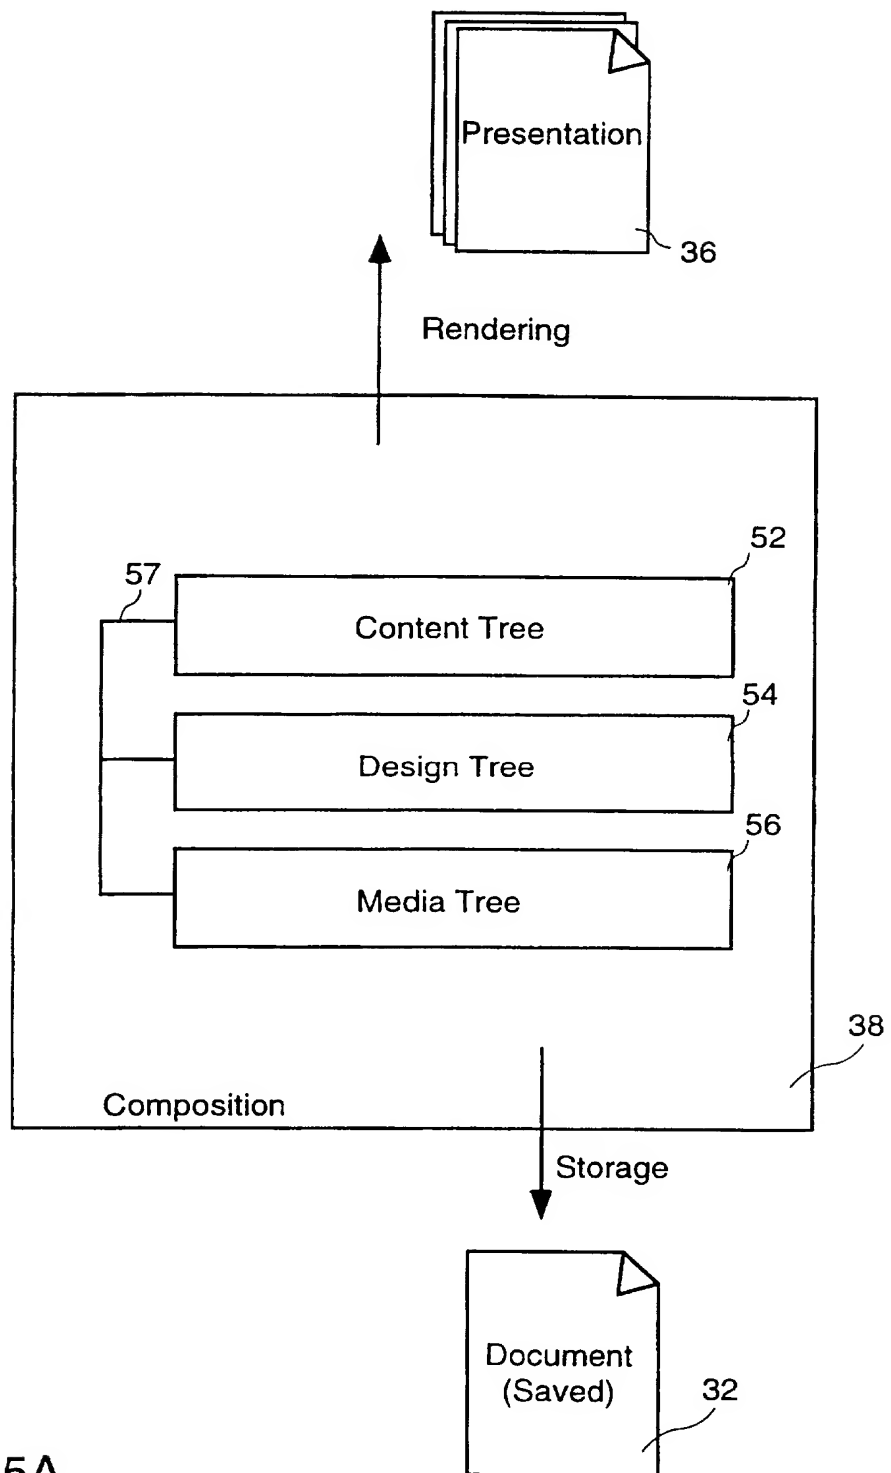 Presentation
36
Rendering
52
57
Content Tree
54
Design Tree
56
Media Tree
38
Composition
Storage
Document
(Saved)
32
5A